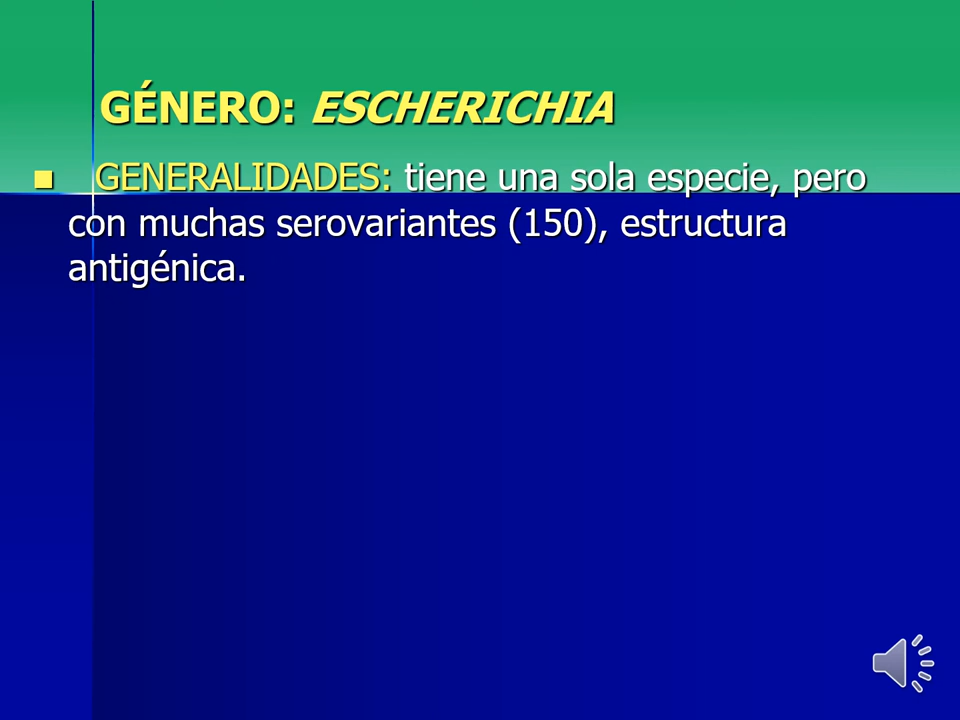 GÉNERO: ESCHERICHIA
GENERALIDADES: tiene una sola especie, pero
con muchas serovariantes (150), estructura
antigénica.